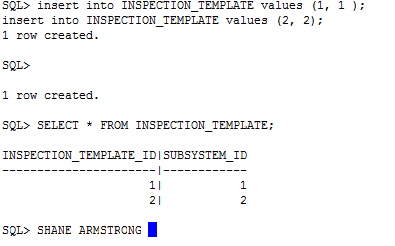 SQL> insert into INSPECTION_TEMPLATE values (1, 1 );
insert into INSPECTION_TEMPLATE values (2, 2);
1 row created.
SQL>
1 row created.
SQL> SELECT * FROM INSPECTION_TEMPLATE;
INSPECTION_TEMPLATE_ID|SUBSYSTEM_ID
----------------------|------------
1|           1
2|           2
SQL> SHANE ARMSTRONG